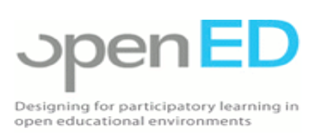 openED
Designing for participatory learning in
open educational environments